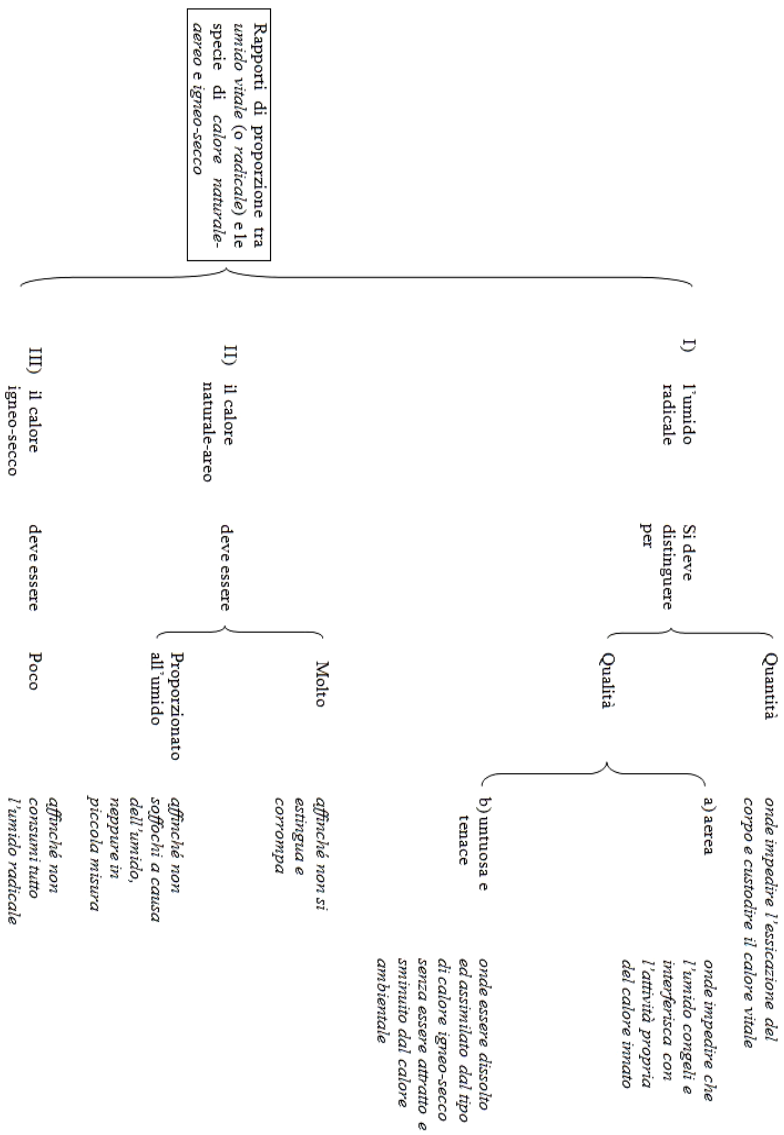 Rapporti di proporzione tra
umido vitale (o radicale) e le
specie di calore naturale-
aereo e igneo-secco
I) l'umido
radicale
Si deve
distinguere
per
Quantità
onde impedire l'essicazione del
corpo e custodire il calore vitale
Qualità
a) aerea
onde impedire che
l'umido congeli e
interferisca con
l'attività propria
del calore innato
b) untuosa e
tenace
onde essere dissolto
ed assimilato dal tipo
di calore igneo-secco
senza essere attratto e
sminuito dal calore
ambientale
II) il calore
naturale-areo
deve essere
Molto
affinché non si
estingua e
corrompa
Proporzionato
all'umido
affinché non
soffochi a causa
dell'umido,
neppure in
piccola misura
III) il calore
igneo-secco
deve essere
Poco
affinché non
consumi tutto
l'umido radicale